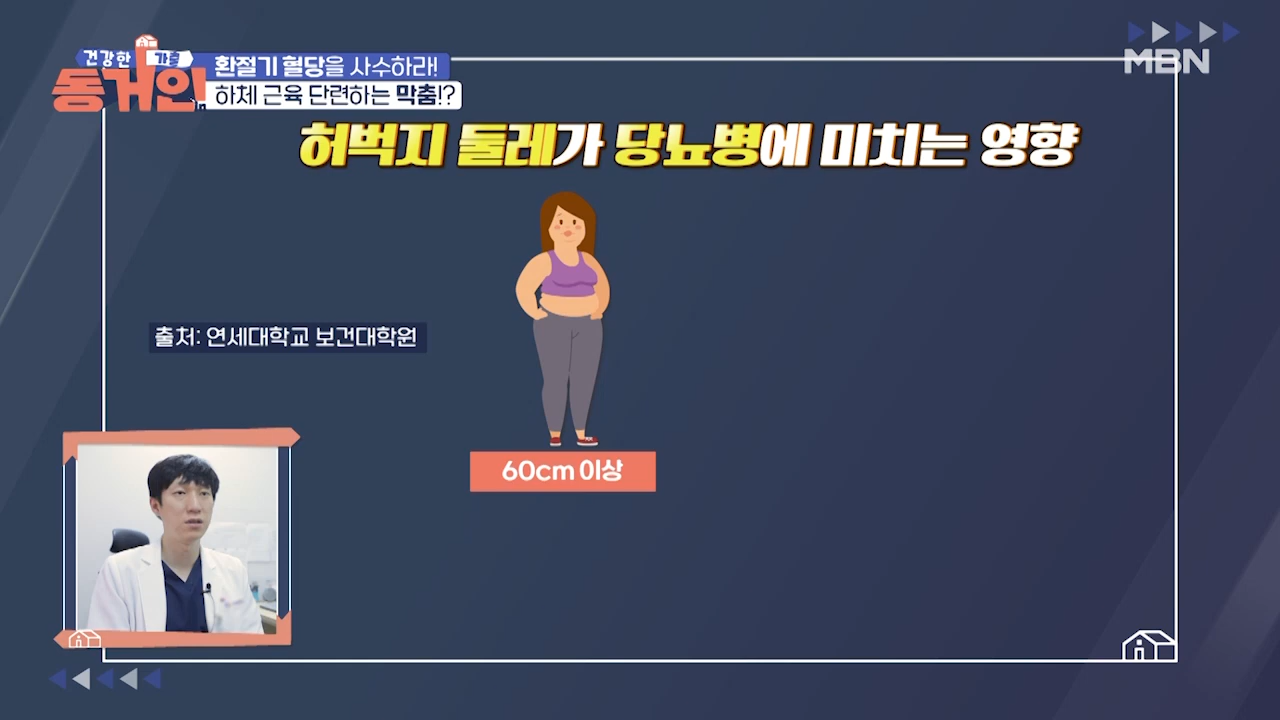 건강한 가족
동거인
환절기 혈당을 사수하라!
하체 근육 단련하는 막춤!?
MBN
허벅지 둘레가 당뇨병에 미치는 영향
출처: 연세대학교 보건대학원
60cm 이상